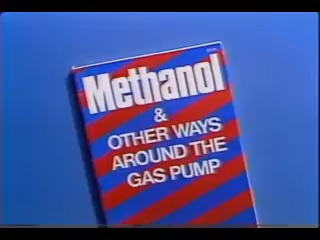 Methanol
&
OTHER WAYS
AROUND THE
GAS PUMP